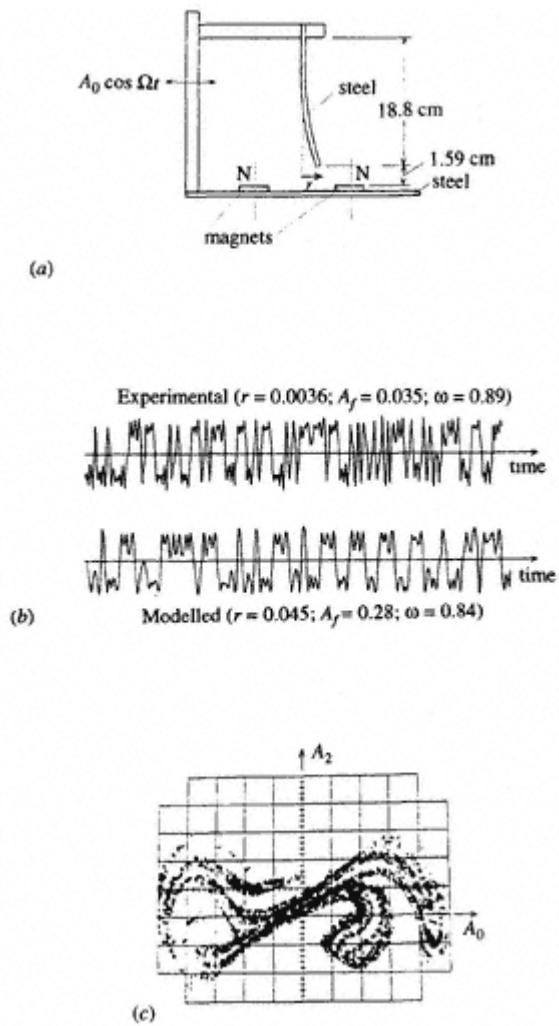 A₀ cos Ωt
steel
18.8 cm
N
N
1.59 cm
steel
magnets
(a)
Experimental (r = 0.0036; A_f = 0.035; ω = 0.89)
time
time
(b)
Modelled (r = 0.045; A_f = 0.28; ω = 0.84)
A₂
A₀
(c)